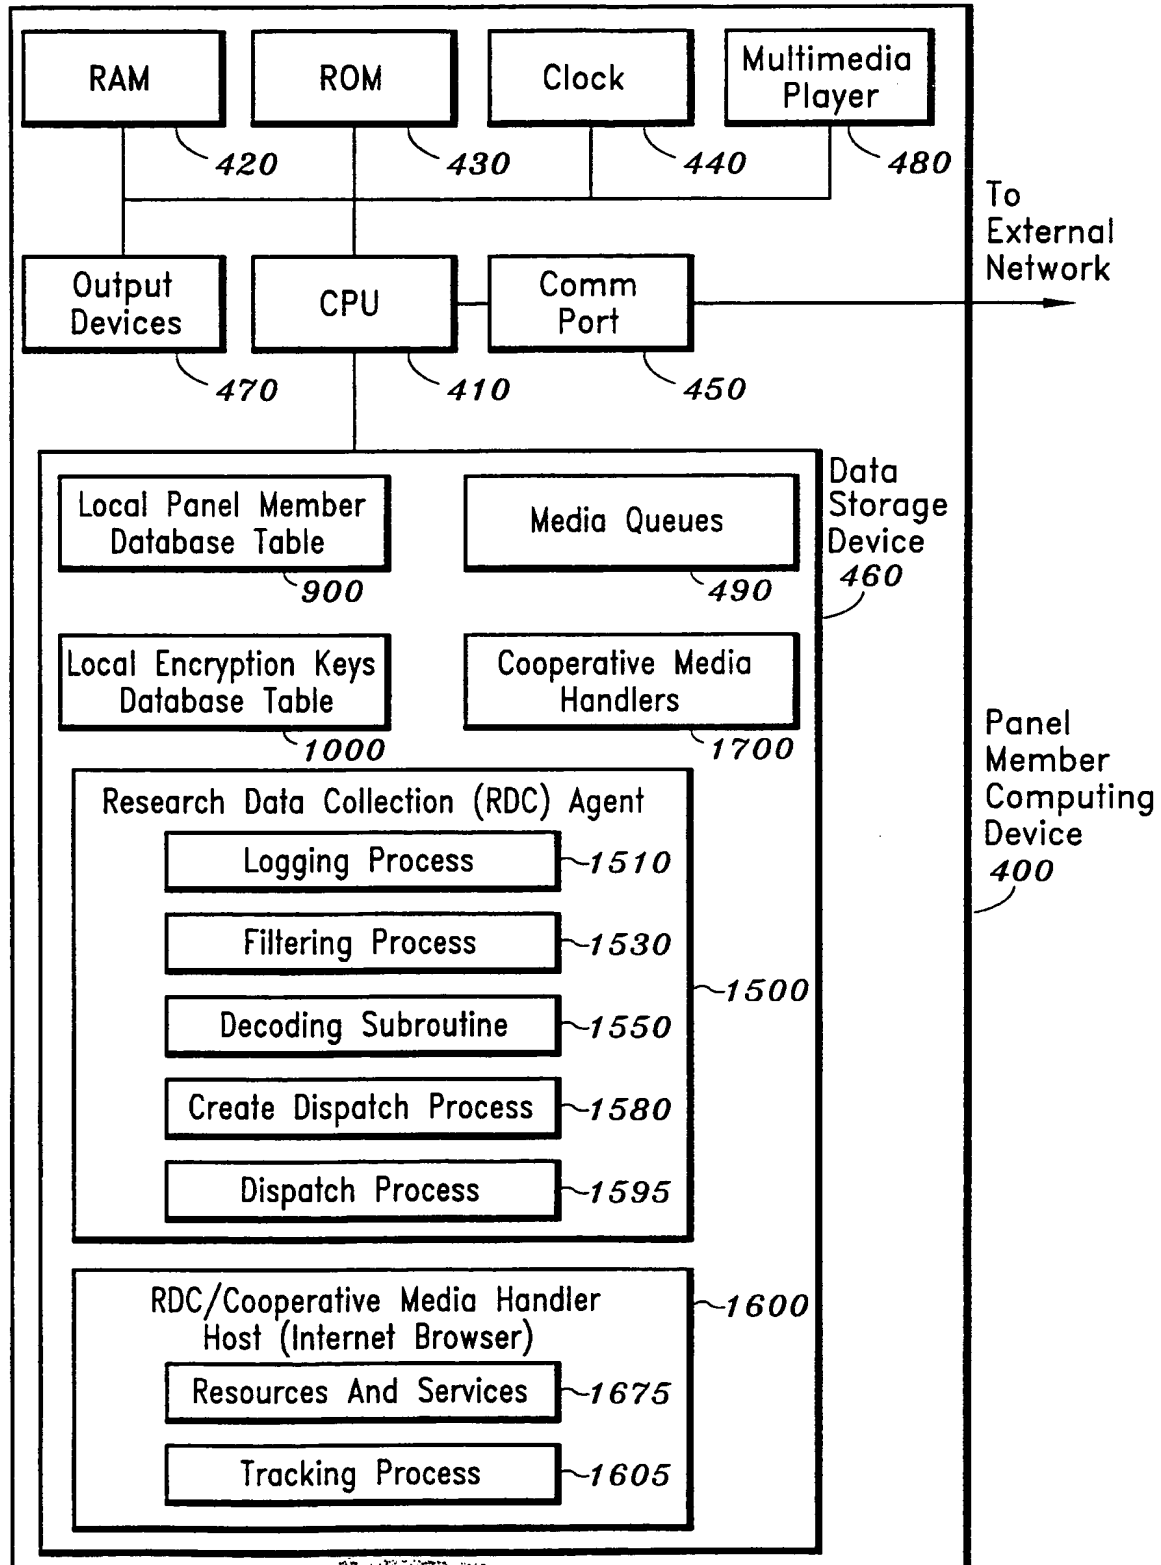 RAM
420
ROM
430
Clock
440
Multimedia
Player
480
To
External
Network
Output
Devices
470
CPU
410
Comm
Port
450
Data
Storage
Device
460
Local Panel Member
Database Table
900
Media Queues
490
Local Encryption Keys
Database Table
1000
Cooperative Media
Handlers
1700
Panel
Member
Computing
Device
400
Research Data Collection (RDC) Agent
Logging Process
1510
Filtering Process
1530
Decoding Subroutine
1550
Create Dispatch Process
1580
Dispatch Process
1595
1500
RDC/Cooperative Media Handler
Host (Internet Browser)
1600
Resources And Services
1675
Tracking Process
1605